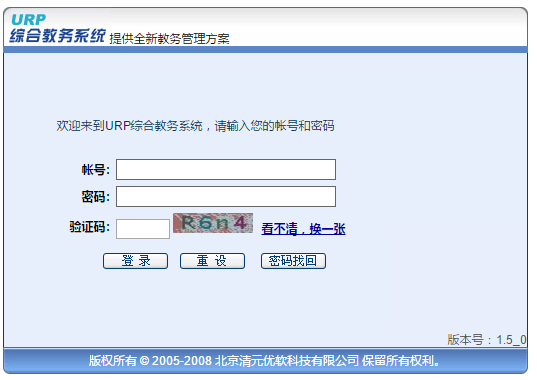 URP
综合教务系统 提供全新教务管理方案
欢迎来到URP综合教务系统，请输入您的帐号和密码
帐号：
密码：
验证码： R6n4 看不清，换一张
登 录 重 设 密码找回
版本号：1.5_0
版权所有 © 2005-2008 北京清元优软科技有限公司 保留所有权利。